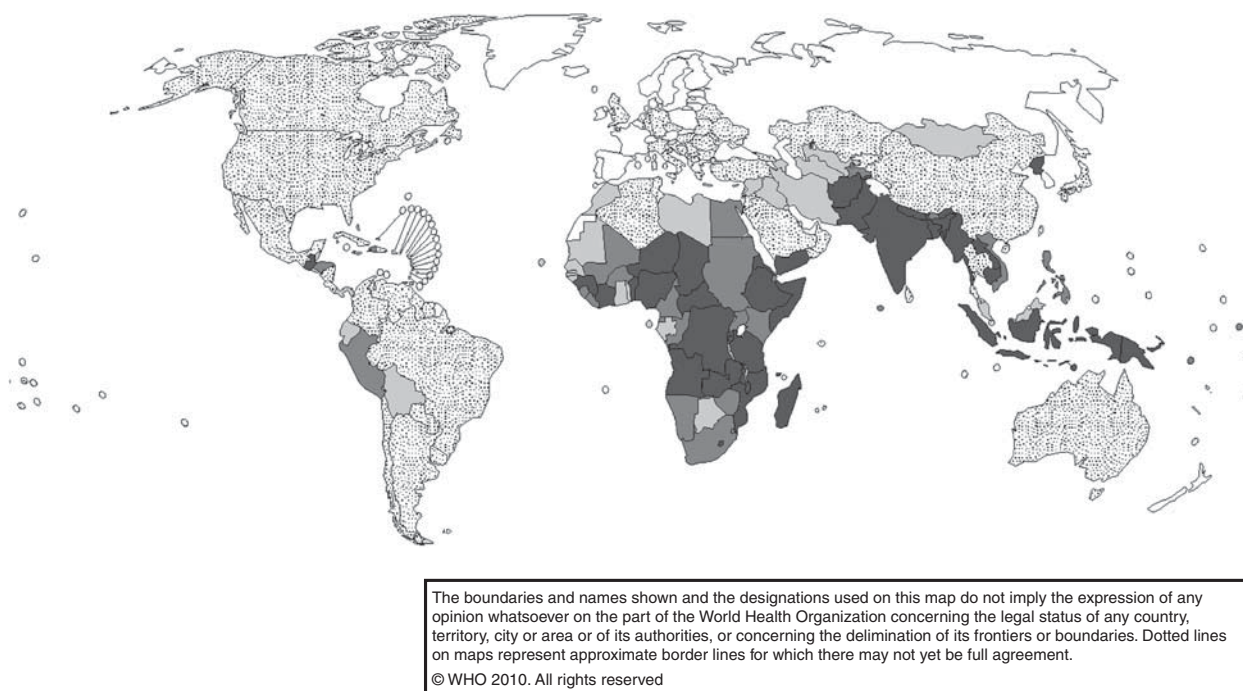 The boundaries and names shown and the designations used on this map do not imply the expression of any
opinion whatsoever on the part of the World Health Organization concerning the legal status of any country,
territory, city or area or of its authorities, or concerning the delimination of its frontiers or boundaries. Dotted lines
on maps represent approximate border lines for which there may not yet be full agreement.
© WHO 2010. All rights reserved